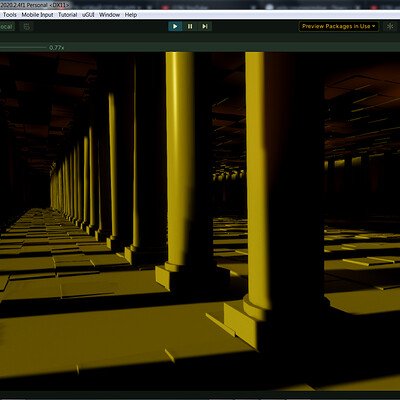 2020.2.4f1 Personal <DX11>
Tools Mobile Input Tutorial uGUI Window Help
ocal
Preview Packages in Use
0.77x